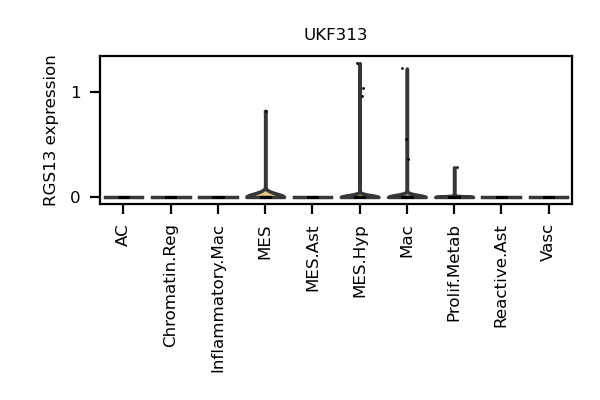 UKF313
RGS13 expression
1
0
AC
Chromatin.Reg
Inflammatory.Mac
MES
MES.Ast
MES.Hyp
Mac
Prolif.Metab
Reactive.Ast
Vasc